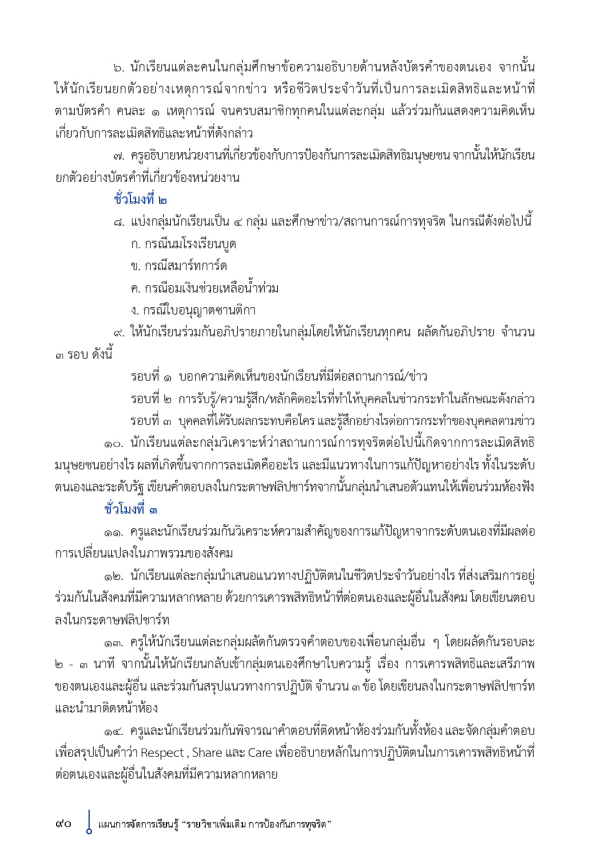 ๖. นักเรียนแต่ละคนในกลุ่มศึกษาข้อความอธิบายด้านหลังบัตรคำของตนเอง จากนั้น
ให้นักเรียนยกตัวอย่างเหตุการณ์จากข่าว หรือชีวิตประจำวันที่เป็นการละเมิดสิทธิและหน้าที่
ตามบัตรคำ คนละ ๑ เหตุการณ์ จนครบสมาชิกทุกคนในแต่ละกลุ่ม แล้วร่วมกันแสดงความคิดเห็น
เกี่ยวกับการละเมิดสิทธิและหน้าที่ดังกล่าว
๗. ครูอธิบายหน่วยงานที่เกี่ยวข้องกับการป้องกันการละเมิดสิทธิมนุษยชน จากนั้นให้นักเรียน
ยกตัวอย่างบัตรคำที่เกี่ยวข้องหน่วยงาน
ชั่วโมงที่ ๒
๘. แบ่งกลุ่มนักเรียนเป็น ๔ กลุ่ม และศึกษาข่าว/สถานการณ์การทุจริต ในกรณีดังต่อไปนี้
ก. กรณีนมโรงเรียนบูด
ข. กรณีสมาร์ทการ์ด
ค. กรณีอมเงินช่วยเหลือน้ำท่วม
ง. กรณีใบอนุญาตซานติกา
๙. ให้นักเรียนร่วมกันอภิปรายภายในกลุ่มโดยให้นักเรียนทุกคน ผลัดกันอภิปราย จำนวน
๓ รอบ ดังนี้
รอบที่ ๑ บอกความคิดเห็นของนักเรียนที่มีต่อสถานการณ์/ข่าว
รอบที่ ๒ การรับรู้/ความรู้สึก/หลักคิดอะไรที่ทำให้บุคคลในข่าวกระทำในลักษณะดังกล่าว
รอบที่ ๓ บุคคลที่ได้รับผลกระทบคือใคร และรู้สึกอย่างไรต่อการกระทำของบุคคลตามข่าว
๑๐. นักเรียนแต่ละกลุ่มวิเคราะห์ว่าสถานการณ์การทุจริตต่อไปนี้เกิดจากการละเมิดสิทธิ
มนุษยชนอย่างไร ผลที่เกิดขึ้นจากการละเมิดคืออะไร และมีแนวทางในการแก้ปัญหาอย่างไร ทั้งในระดับ
ตนเองและระดับรัฐ เขียนคำตอบลงในกระดาษฟลิปชาร์ทจากนั้นกลุ่มนำเสนอตัวแทนให้เพื่อนร่วมห้องฟัง
ชั่วโมงที่ ๓
๑๑. ครูและนักเรียนร่วมกันวิเคราะห์ความสำคัญของการแก้ปัญหาจากระดับตนเองที่มีผลต่อ
การเปลี่ยนแปลงในภาพรวมของสังคม
๑๒. นักเรียนแต่ละกลุ่มนำเสนอแนวทางปฏิบัติตนในชีวิตประจำวันอย่างไร ที่ส่งเสริมการอยู่
ร่วมกันในสังคมที่มีความหลากหลาย ด้วยการเคารพสิทธิหน้าที่ต่อตนเองและผู้อื่นในสังคม โดยเขียนตอบ
ลงในกระดาษฟลิปชาร์ท
๑๓. ครูให้นักเรียนแต่ละกลุ่มผลัดกันตรวจคำตอบของเพื่อนกลุ่มอื่น ๆ โดยผลัดกันรอบละ
๒ - ๓ นาที จากนั้นให้นักเรียนกลับเข้ากลุ่มตนเองศึกษาใบความรู้ เรื่อง การเคารพสิทธิและเสรีภาพ
ของตนเองและผู้อื่น และร่วมกันสรุปแนวทางการปฏิบัติ จำนวน ๓ ข้อ โดยเขียนลงในกระดาษฟลิปชาร์ท
และนำมาติดหน้าห้อง
๑๔. ครูและนักเรียนร่วมกันพิจารณาคำตอบที่ติดหน้าห้องร่วมกันทั้งห้อง และจัดกลุ่มคำตอบ
เพื่อสรุปเป็นคำว่า Respect , Share และ Care เพื่ออธิบายหลักในการปฏิบัติตนในการเคารพสิทธิหน้าที่
ต่อตนเองและผู้อื่นในสังคมที่มีความหลากหลาย
๙๐ แผนการจัดการเรียนรู้ "รายวิชาเพิ่มเติม การป้องกันการทุจริต"